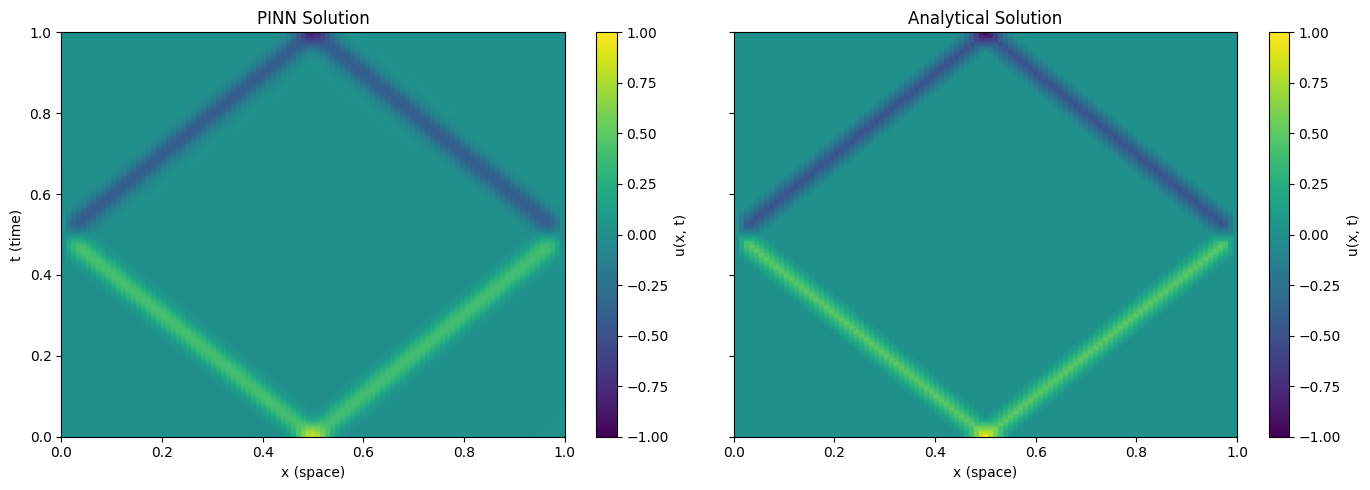 PINN Solution
1.0
0.8
0.6
0.4
0.2
0.0
t (time)
0.0 0.2 0.4 0.6 0.8 1.0
x (space)
1.00
0.75
0.50
0.25
0.00
−0.25
−0.50
−0.75
−1.00
u(x, t)
Analytical Solution
0.0 0.2 0.4 0.6 0.8 1.0
x (space)
1.00
0.75
0.50
0.25
0.00
−0.25
−0.50
−0.75
−1.00
u(x, t)